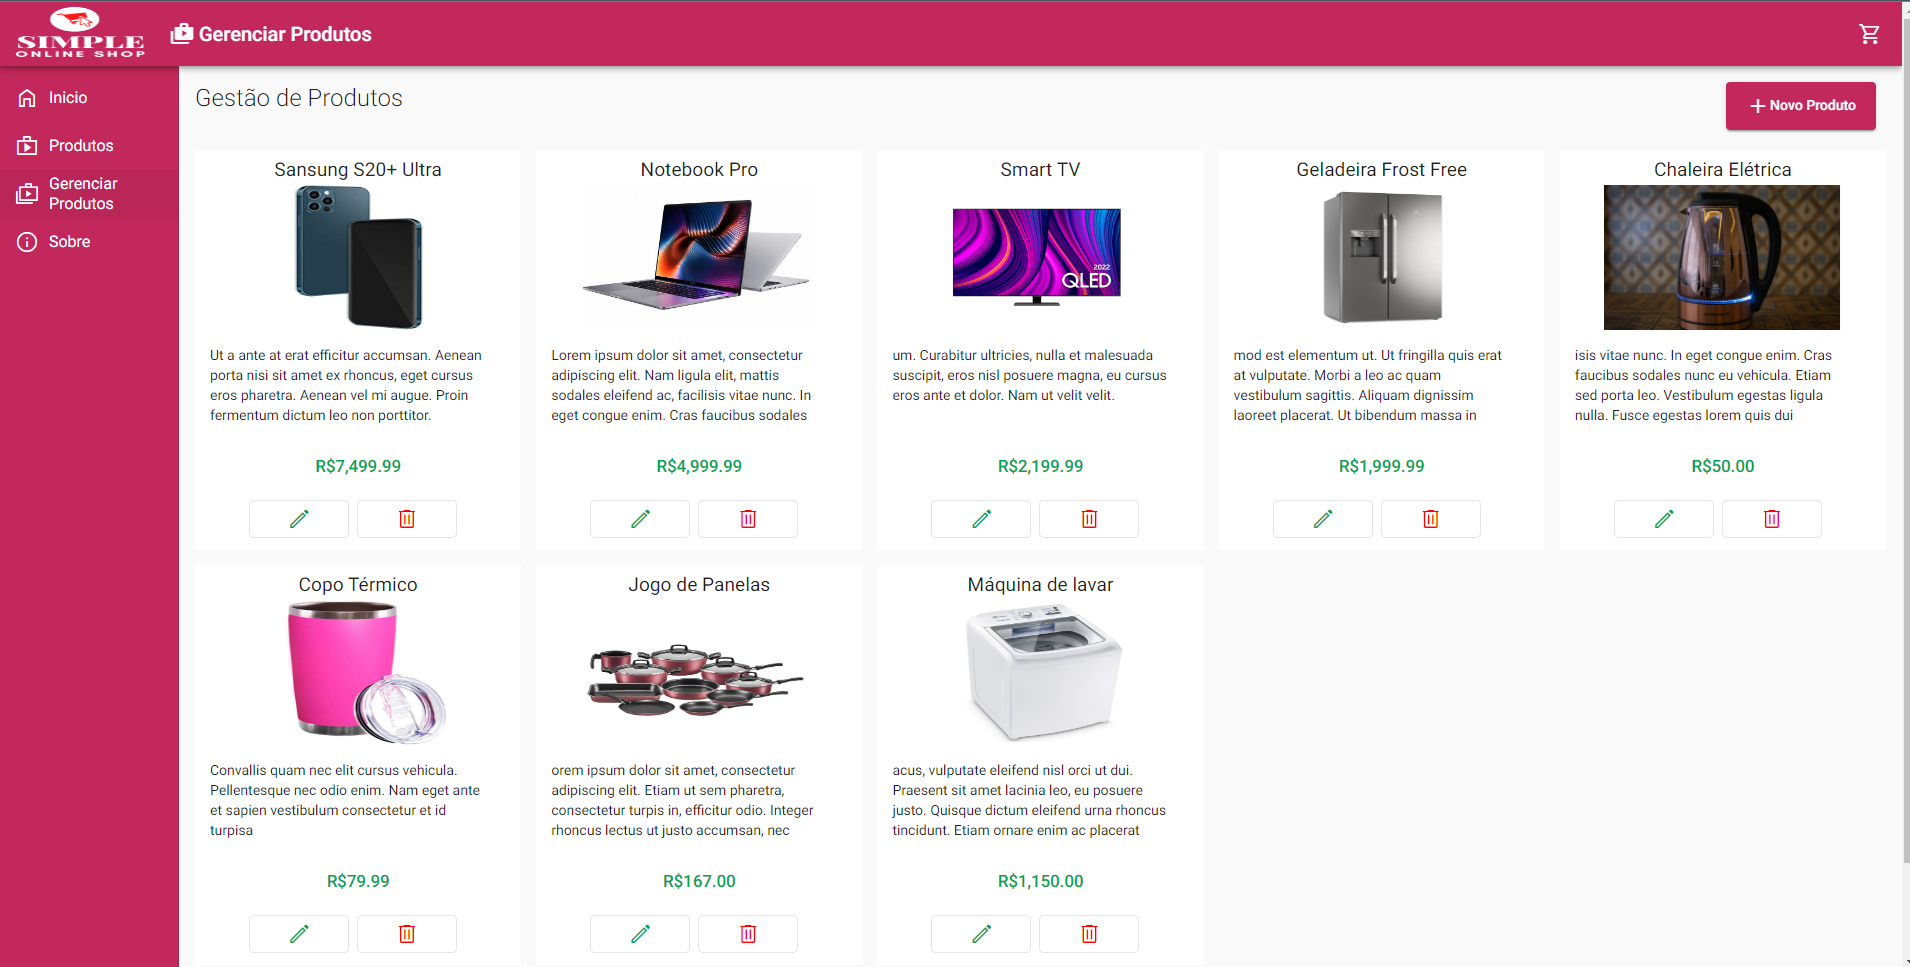 SIMPLE
ONLINE SHOP
Gerenciar Produtos
Inicio
Produtos
Gerenciar
Produtos
Sobre
Gestão de Produtos
Novo Produto
Sansung S20+ Ultra
Ut a ante at erat efficitur accumsan. Aenean
porta nisi sit amet ex rhoncus, eget cursus
eros pharetra. Aenean vel mi augue. Proin
fermentum dictum leo non porttitor.
R$7,499.99
Notebook Pro
Lorem ipsum dolor sit amet, consectetur
adipiscing elit. Nam ligula elit, mattis
sodales eleifend ac, facilisis vitae nunc. In
eget congue enim. Cras faucibus sodales
R$4,999.99
Smart TV
2022
QLED
um. Curabitur ultricies, nulla et malesuada
suscipit, eros nisl posuere magna, eu cursus
eros ante et dolor. Nam ut velit velit.
R$2,199.99
Geladeira Frost Free
mod est elementum ut. Ut fringilla quis erat
at vulputate. Morbi a leo ac quam
vestibulum sagittis. Aliquam dignissim
laoreet placerat. Ut bibendum massa in
R$1,999.99
Chaleira Elétrica
isis vitae nunc. In eget congue enim. Cras
faucibus sodales nunc eu vehicula. Etiam
sed porta leo. Vestibulum egestas ligula
nulla. Fusce egestas lorem quis dui
R$50.00
Copo Térmico
Convallis quam nec elit cursus vehicula.
Pellentesque nec odio enim. Nam eget ante
et sapien vestibulum consectetur et id
turpisa
R$79.99
Jogo de Panelas
orem ipsum dolor sit amet, consectetur
adipiscing elit. Etiam ut sem pharetra,
consectetur turpis in, efficitur odio. Integer
rhoncus lectus ut justo accumsan, nec
R$167.00
Máquina de lavar
acus, vulputate eleifend nisl orci ut dui.
Praesent sit amet lacinia leo, eu posuere
justo. Quisque dictum eleifend urna rhoncus
tincidunt. Etiam ornare enim ac placerat
R$1,150.00